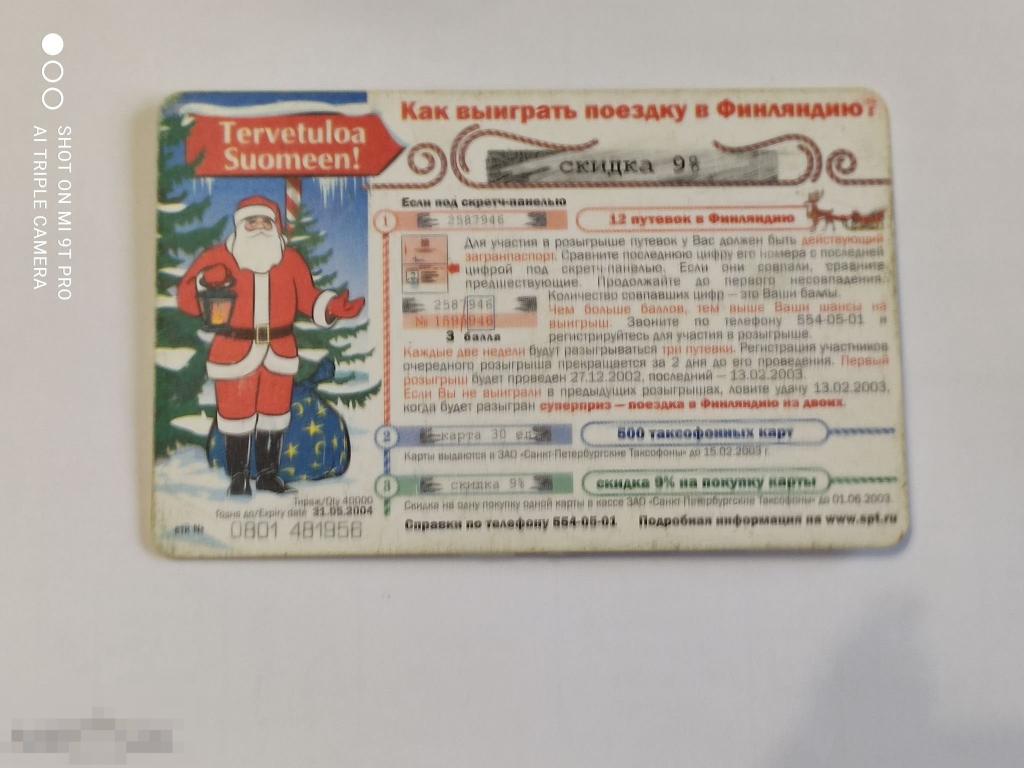 SHOT ON MI 9T PRO
AI TRIPLE CAMERA
Tervetuloa
Suomeen!
Как выиграть поездку в Финляндию?
скидка 9%
Если под скретч-панелью
1
2587946
12 путевок в Финляндию
Для участия в розыгрыше путевок у Вас должен быть действующий
загранпаспорт. Сравните последнюю цифру его номера с последней
цифрой под скретч-панелью. Если они совпали, сравните
предшествующие. Продолжайте до первого несовпадения.
Количество совпавших цифр – это Ваши баллы.
2587946
Чем больше баллов, тем выше Ваши шансы на
выигрыш. Звоните по телефону 554-05-01 и
3 балла
регистрируйтесь для участия в розыгрыше.
Каждые две недели будут разыгрываться три путевки. Регистрация участников
очередного розыгрыша прекращается за 2 дня до его проведения. Первый
розыгрыш будет проведен 27.12.2002, последний – 13.02.2003.
Если Вы не выиграли в предыдущих розыгрышах, ловите удачу 13.02.2003,
когда будет разыгран суперприз – поездка в Финляндию на двоих.
2
карта 30 ед
500 таксофонных карт
Карты выдаются в ЗАО «Санкт-Петербургские Таксофоны» до 15.02.2003 г.
3
скидка 9%
скидка 9% на покупку карты
Скидка на одну покупку одной карты в кассе ЗАО «Санкт-Петербургские Таксофоны» до 01.06.2003.
Тираж/Qty 40000
Годна до/Expiry date 31.05.2004
0801 481956
Справки по телефону 554-05-01 Подробная информация на www.spt.ru